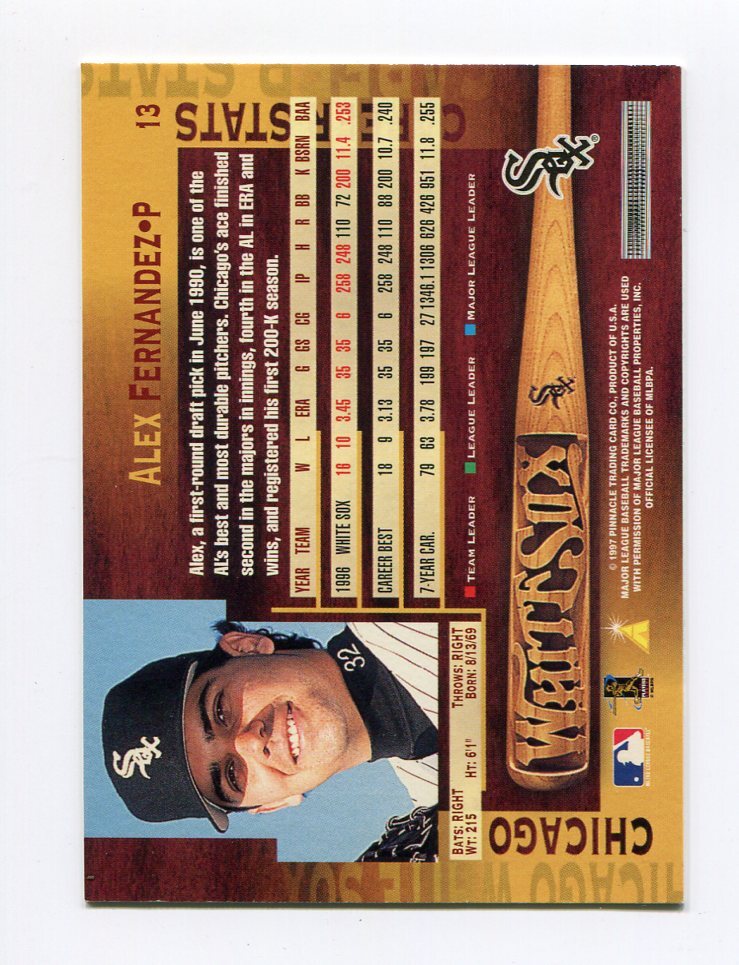 CAREER STATS
ALEX FERNANDEZ•P 13
CAREER STATS
Alex, a first-round draft pick in June 1990, is one of the
AL's best and most durable pitchers. Chicago's ace finished
second in the majors in innings, fourth in the AL in ERA and
wins, and registered his first 200-K season.
YEAR TEAM W L ERA G GS CG IP H R BB K BSRN BAA
1996 WHITE SOX 16 10 3.45 35 35 6 258 248 110 72 200 11.4 .253
CAREER BEST 18 9 3.13 35 35 6 258 248 110 88 200 10.7 .240
7-YEAR CAR. 79 63 3.78 199 197 27 1346.1 1306 626 426 951 11.8 .255
TEAM LEADER LEAGUE LEADER MAJOR LEAGUE LEADER
32
Sox
BATS: RIGHT THROWS: RIGHT
WT: 215 HT: 6'1" BORN: 8/13/69
CHICAGO
WHITE SOX
Sox
Sox®
© 1997 PINNACLE TRADING CARD CO., PRODUCT OF U.S.A.
MAJOR LEAGUE BASEBALL TRADEMARKS AND COPYRIGHTS ARE USED
WITH PERMISSION OF MAJOR LEAGUE BASEBALL PROPERTIES, INC.
OFFICIAL LICENSEE OF MLBPA.
CHICAGO WHITE SOX